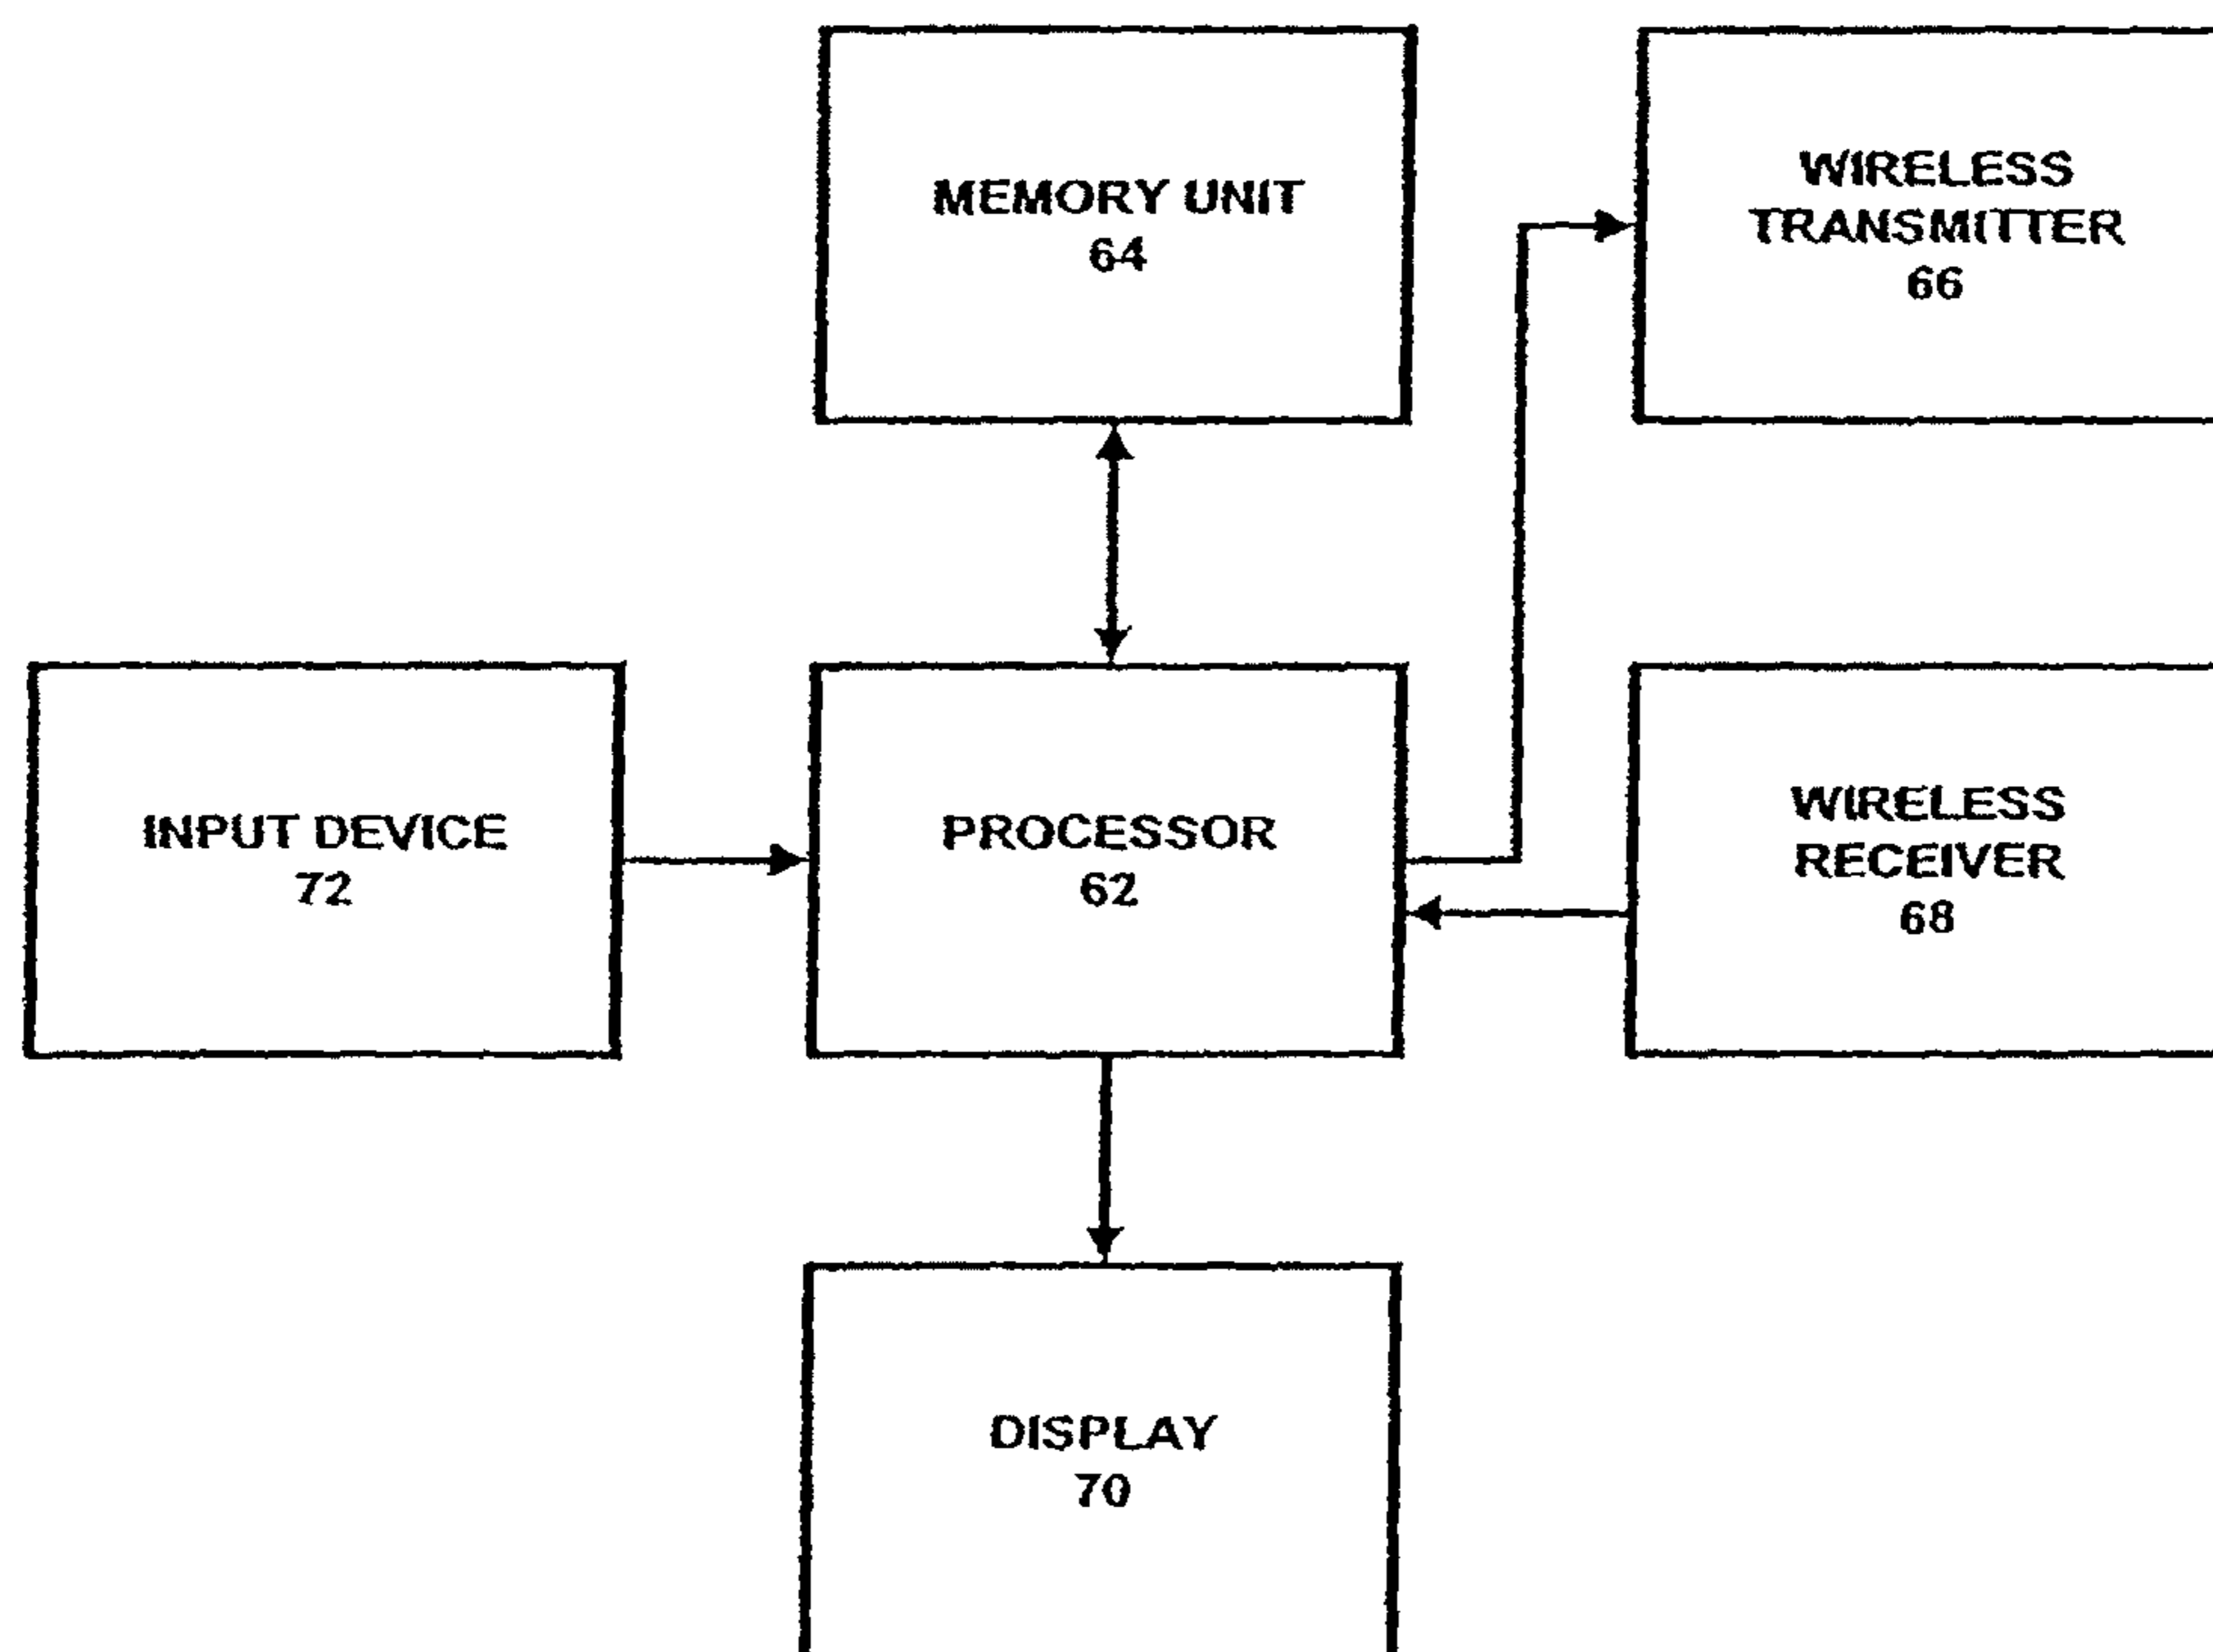 MEMORY UNIT
64
WIRELESS
TRANSMITTER
66
INPUT DEVICE
72
PROCESSOR
62
WIRELESS
RECEIVER
68
DISPLAY
70